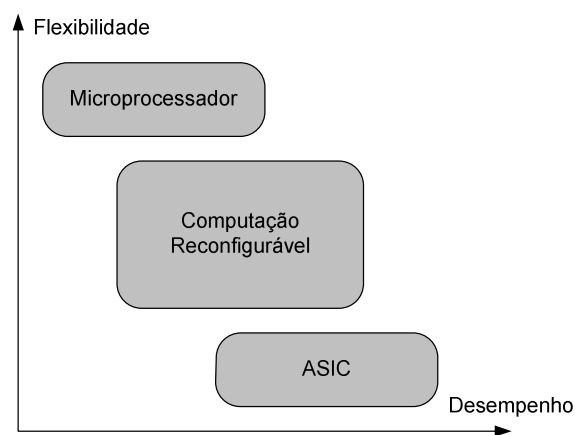 Flexibilidade
Microprocessador
Computação
Reconfigurável
ASIC
Desempenho